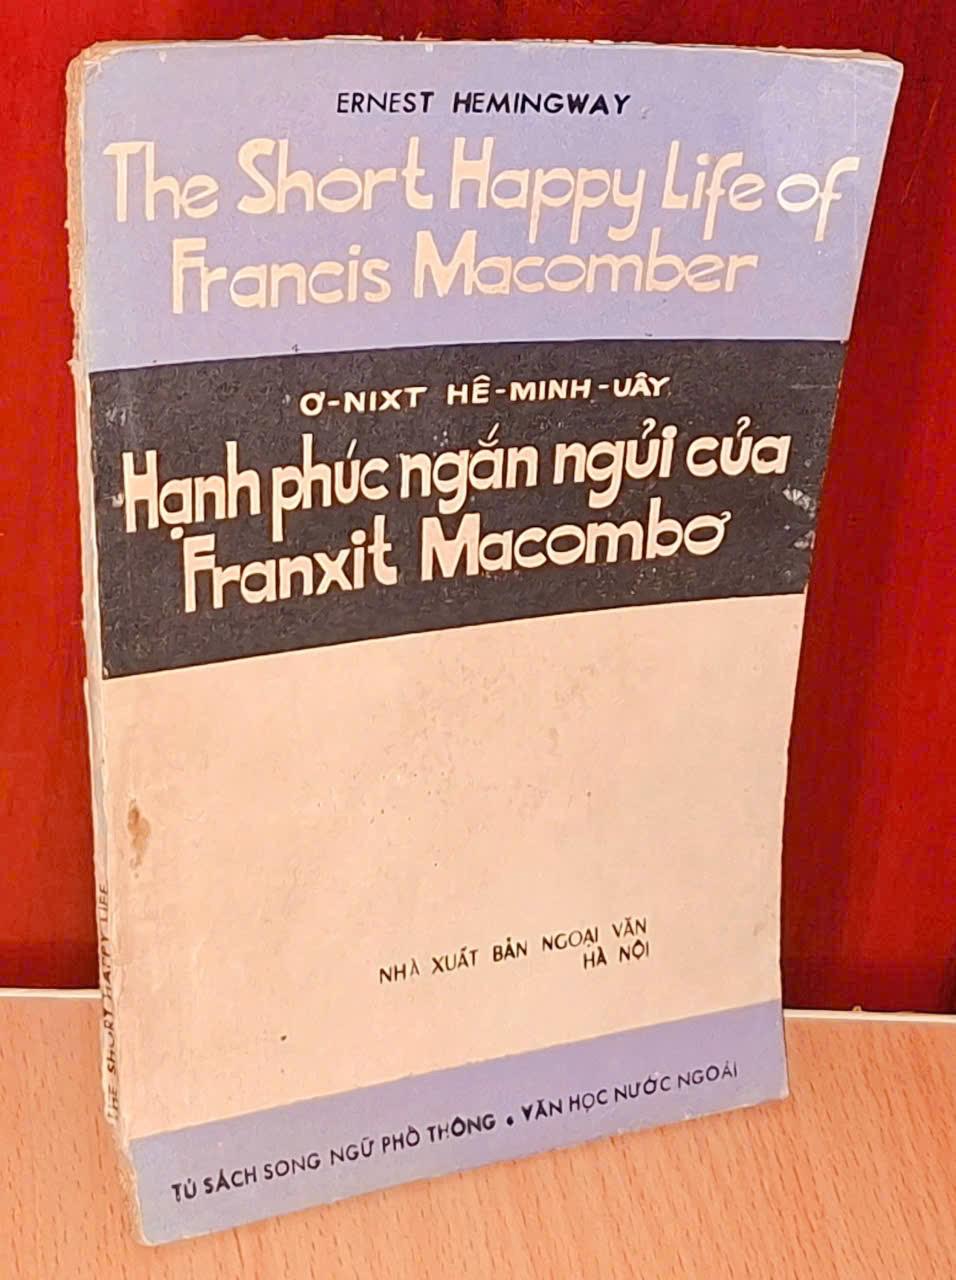 ERNEST HEMINGWAY
The Short Happy Life of
Francis Macomber
Ơ-NIXT HÊ-MINH-UÂY
Hạnh phúc ngắn ngủi của
Franxit Macombơ
NHÀ XUẤT BẢN NGOẠI VĂN
HÀ NỘI
TỦ SÁCH SONG NGỮ PHỔ THÔNG • VĂN HỌC NƯỚC NGOÀI
THE SHORT HAPPY LIFE